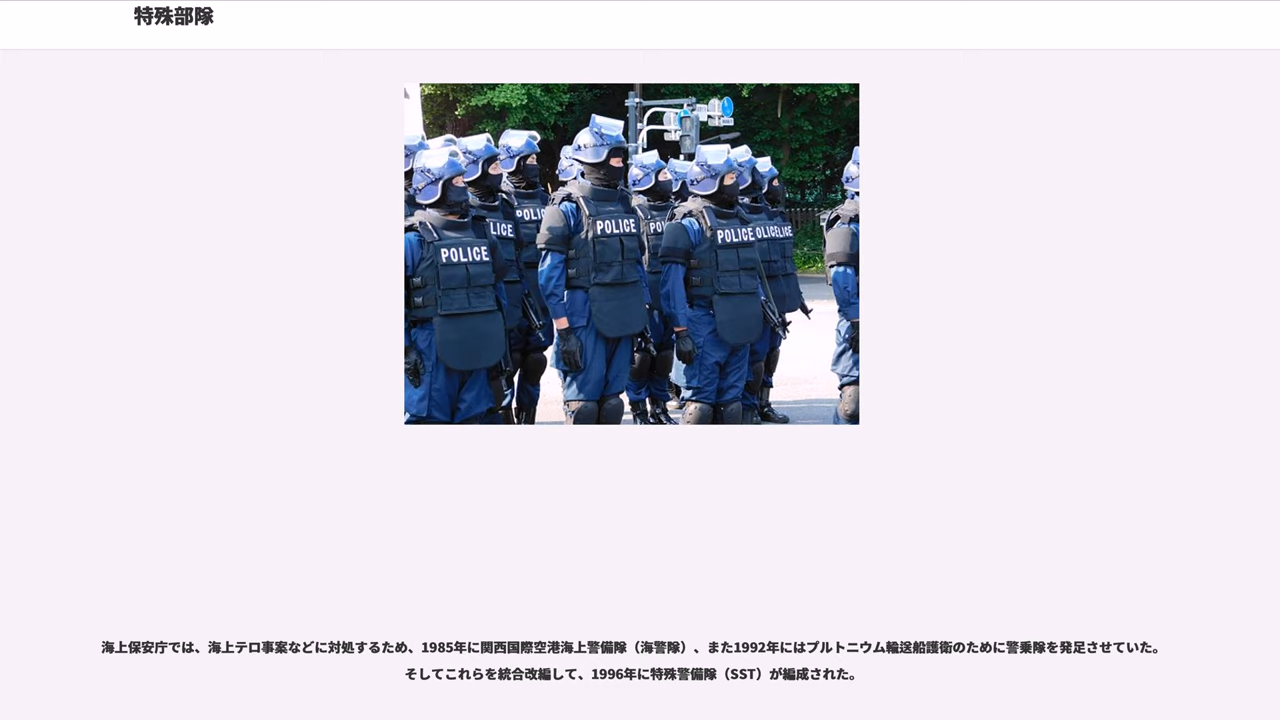 特殊部隊
POLICE
LICE
POLIC
POLICE
POLICE
OLICE
LICE
海上保安庁では、海上テロ事案などに対処するため、1985年に関西国際空港海上警備隊（海警隊）、また1992年にはプルトニウム輸送船護衛のために警乗隊を発足させていた。
そしてこれらを統合改編して、1996年に特殊警備隊（SST）が編成された。